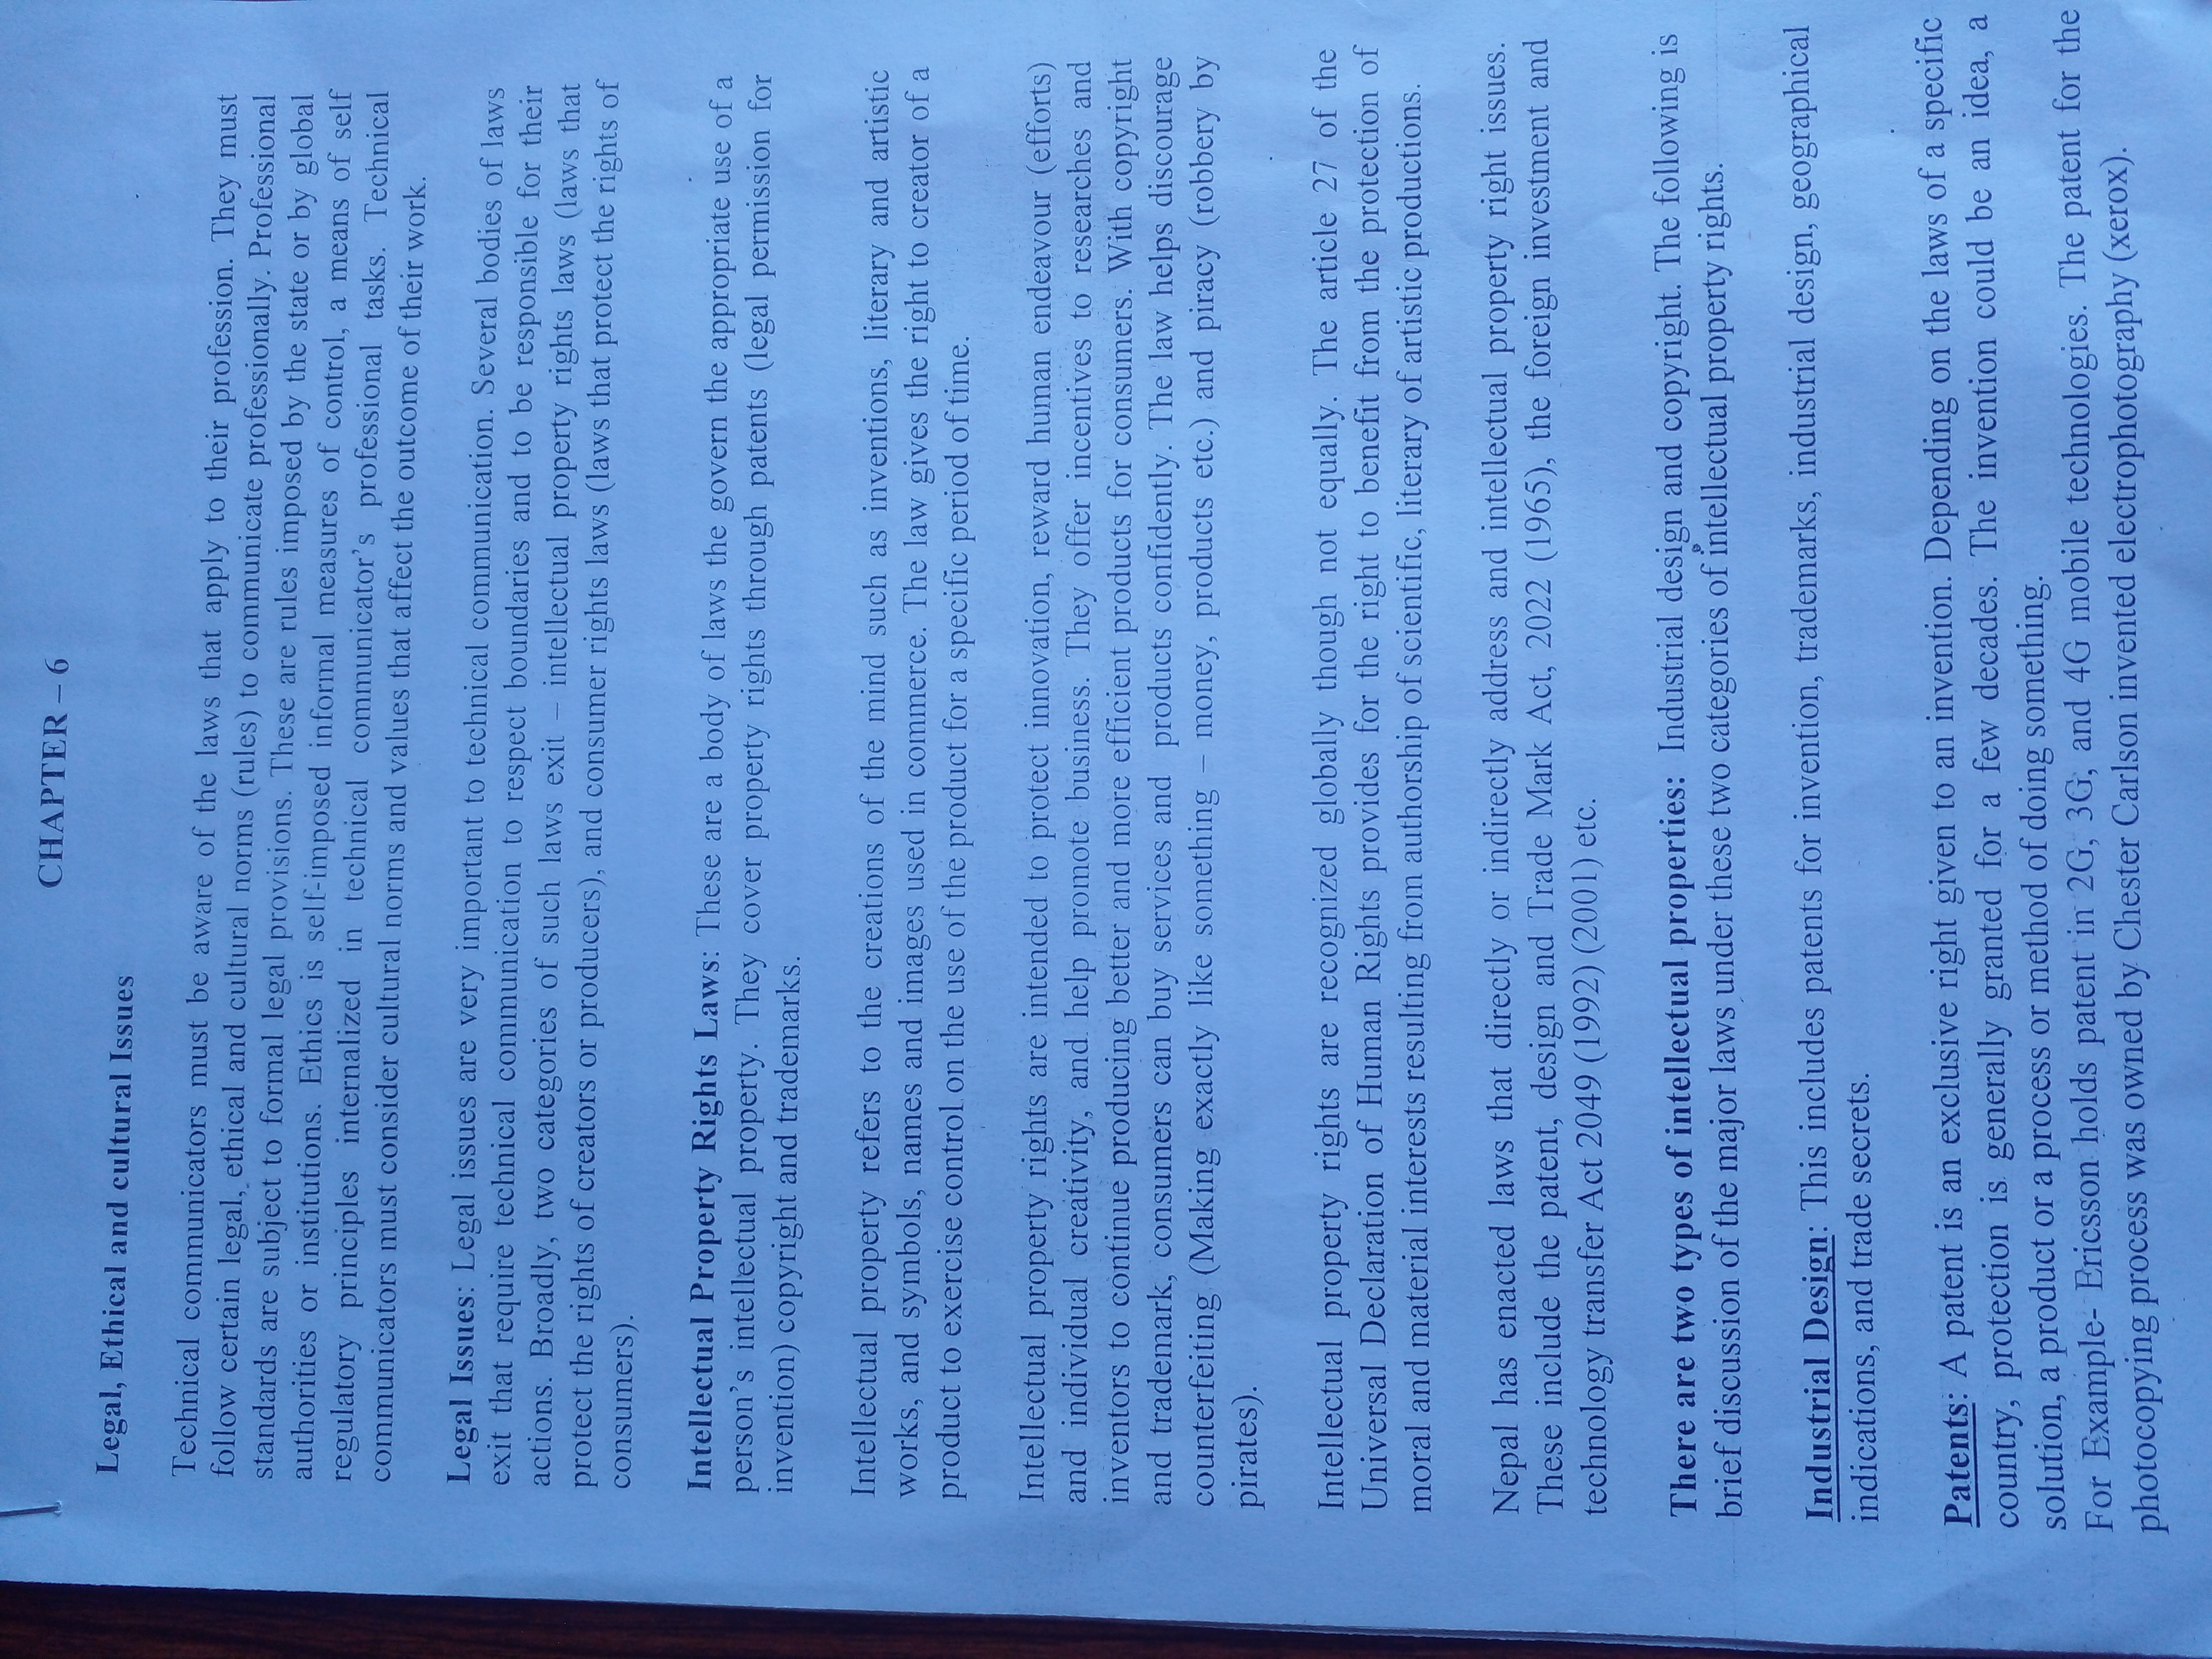 CHAPTER – 6
Legal, Ethical and cultural Issues
Technical communicators must be aware of the laws that apply to their profession. They must
follow certain legal, ethical and cultural norms (rules) to communicate professionally. Professional
standards are subject to formal legal provisions. These are rules imposed by the state or by global
authorities or institutions. Ethics is self-imposed informal measures of control, a means of self
regulatory principles internalized in technical communicator's professional tasks. Technical
communicators must consider cultural norms and values that affect the outcome of their work.
Legal Issues: Legal issues are very important to technical communication. Several bodies of laws
exit that require technical communication to respect boundaries and to be responsible for their
actions. Broadly, two categories of such laws exit – intellectual property rights laws (laws that
protect the rights of creators or producers), and consumer rights laws (laws that protect the rights of
consumers).
Intellectual Property Rights Laws: These are a body of laws the govern the appropriate use of a
person's intellectual property. They cover property rights through patents (legal permission for
invention) copyright and trademarks.
Intellectual property refers to the creations of the mind such as inventions, literary and artistic
works, and symbols, names and images used in commerce. The law gives the right to creator of a
product to exercise control on the use of the product for a specific period of time.
Intellectual property rights are intended to protect innovation, reward human endeavour (efforts)
and individual creativity, and help promote business. They offer incentives to researches and
inventors to continue producing better and more efficient products for consumers. With copyright
and trademark, consumers can buy services and products confidently. The law helps discourage
counterfeiting (Making exactly like something – money, products etc.) and piracy (robbery by
pirates).
Intellectual property rights are recognized globally though not equally. The article 27 of the
Universal Declaration of Human Rights provides for the right to benefit from the protection of
moral and material interests resulting from authorship of scientific, literary of artistic productions.
Nepal has enacted laws that directly or indirectly address and intellectual property right issues.
These include the patent, design and Trade Mark Act, 2022 (1965), the foreign investment and
technology transfer Act 2049 (1992) (2001) etc.
There are two types of intellectual properties: Industrial design and copyright. The following is
brief discussion of the major laws under these two categories of intellectual property rights.
Industrial Design: This includes patents for invention, trademarks, industrial design, geographical
indications, and trade secrets.
Patents: A patent is an exclusive right given to an invention. Depending on the laws of a specific
country, protection is generally granted for a few decades. The invention could be an idea, a
solution, a product or a process or method of doing something.
For Example- Ericsson holds patent in 2G, 3G, and 4G mobile technologies. The patent for the
photocopying process was owned by Chester Carlson invented electrophotography (xerox).